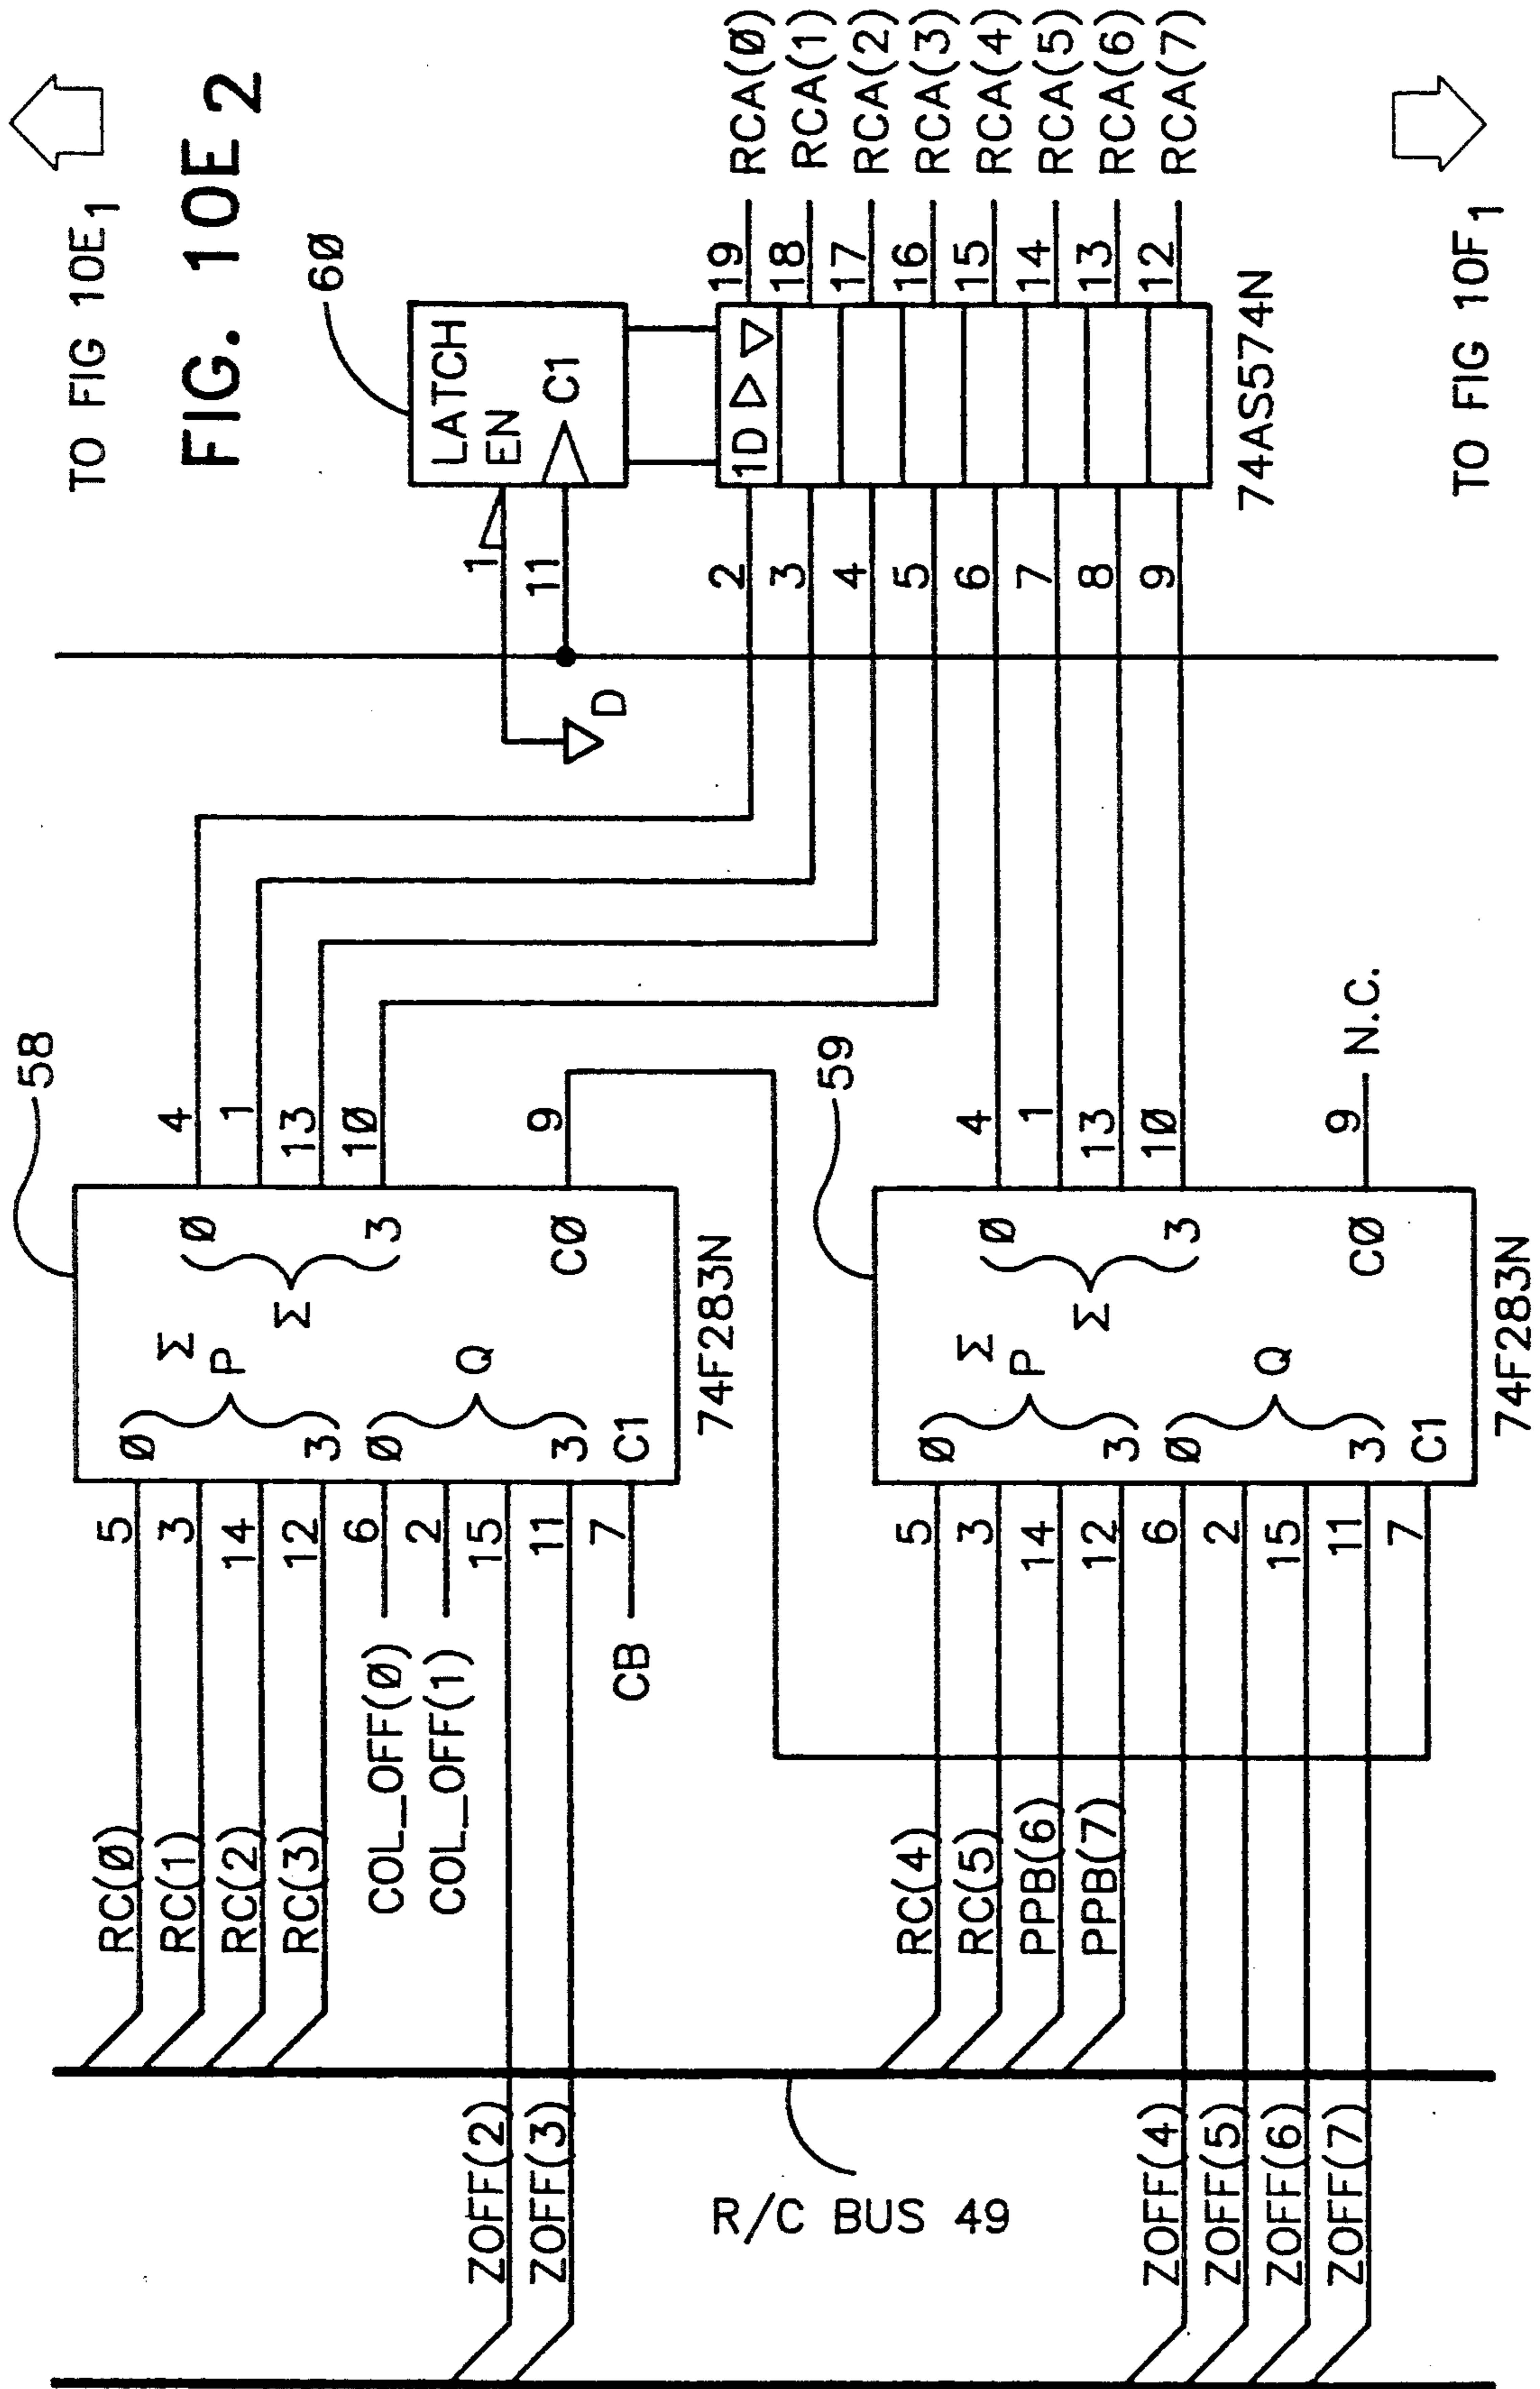 TO FIG 10E1
FIG. 10E2
58
5
3
14
12
6
2
15
11
7
RC(Ø)
RC(1)
RC(2)
RC(3)
COL_OFF(Ø)
COL_OFF(1)
ZOFF(2)
ZOFF(3)
CB
Ø
3
P
Σ
Ø
3
Q
C1
Σ
Ø
3
CØ
4
1
13
1Ø
9
74F283N
LATCH
EN
C1
6Ø
1
11
D
1D
2
3
4
5
6
7
8
9
19
18
17
16
15
14
13
12
RCA(Ø)
RCA(1)
RCA(2)
RCA(3)
RCA(4)
RCA(5)
RCA(6)
RCA(7)
74AS574N
R/C BUS 49
59
RC(4)
RC(5)
PPB(6)
PPB(7)
ZOFF(4)
ZOFF(5)
ZOFF(6)
ZOFF(7)
5
3
14
12
6
2
15
11
7
Ø
3
P
Σ
Ø
3
Q
C1
Σ
Ø
3
CØ
4
1
13
1Ø
9
N.C.
74F283N
TO FIG 10F1